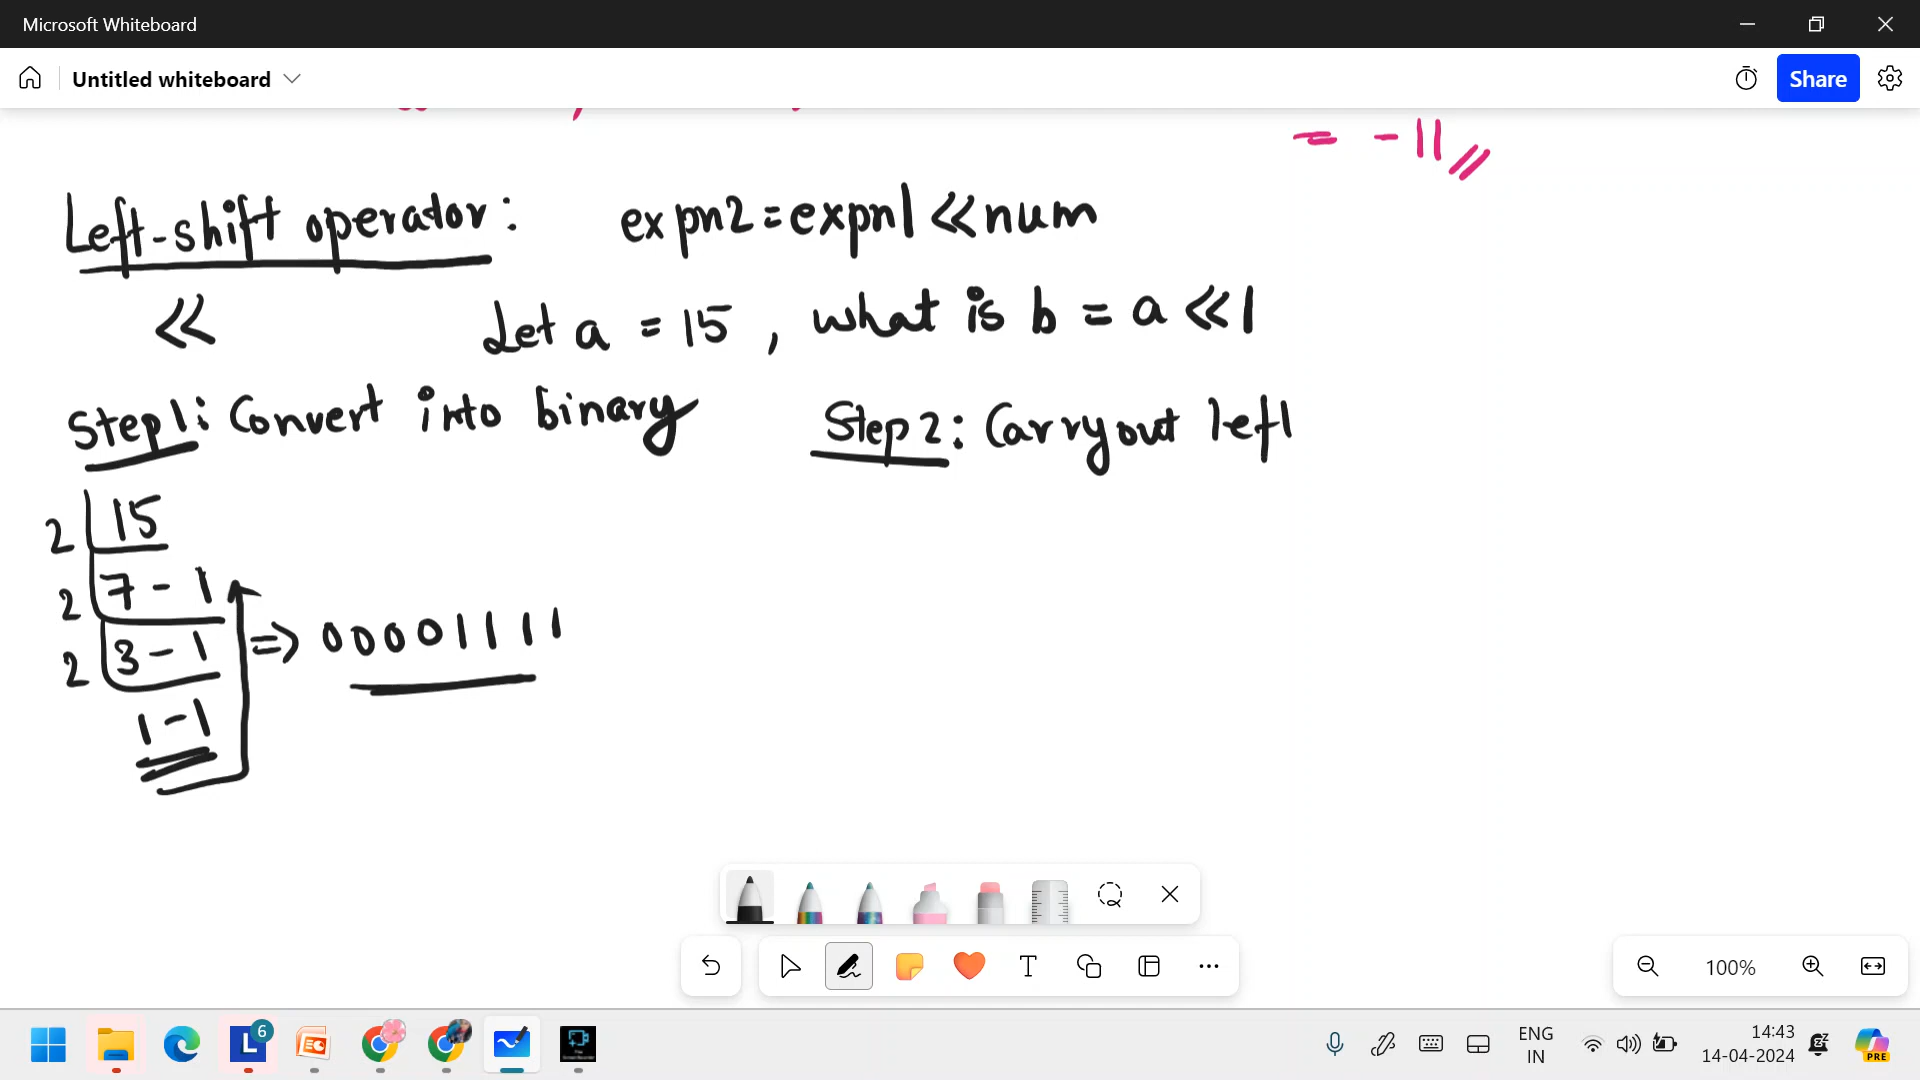 Microsoft Whiteboard
Untitled whiteboard
Share
= -11
Left-shift operator: expn2=expn1<<num
<< Let a = 15, what is b = a<<1
Step1: Convert into binary Step2: Carryout left
2 15
2 7 - 1
2 3 - 1 => 00001111
1 - 1
100%
6
ENG
IN
14:43
14-04-2024
PRE